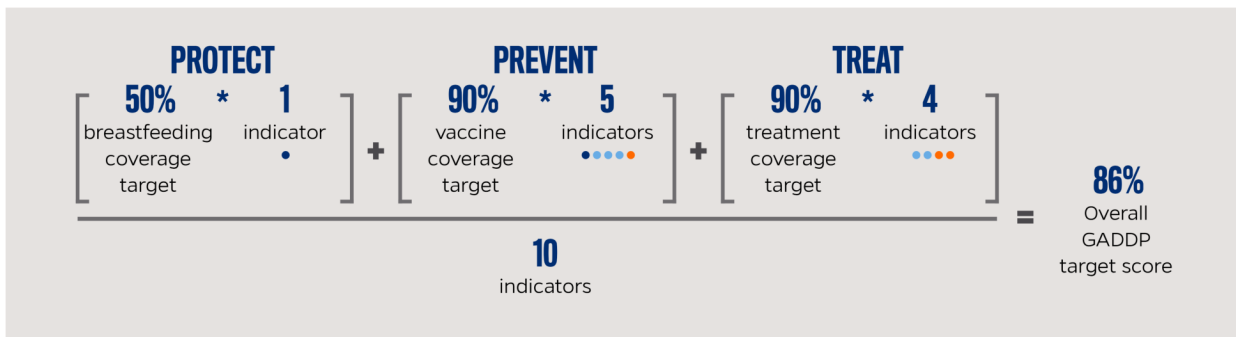 PROTECT
50% * 1
breastfeeding indicator
coverage
target
+
PREVENT
90% * 5
vaccine indicators
coverage
target
+
TREAT
90% * 4
treatment indicators
coverage
target
10
indicators
=
86%
Overall
GADDP
target score